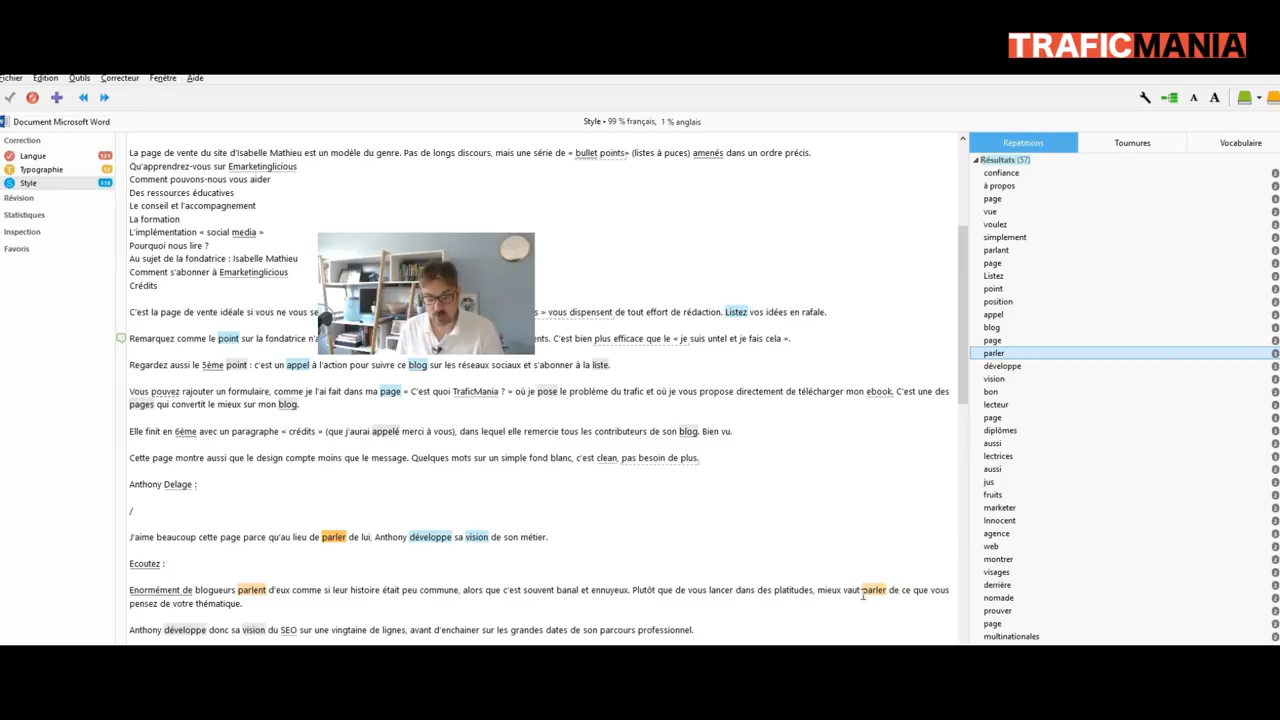 TRAFICMANIA
Fichier Edition Outils Correcteur Fenêtre Aide
A A
Document Microsoft Word
Style • 99 % français, 1 % anglais
Correction
Langue 131
Typographie
Style 118
Révision
Statistiques
Inspection
Favoris
La page de vente du site d'Isabelle Mathieu est un modèle du genre. Pas de longs discours, mais une série de « bullet points» (listes à puces) amenés dans un ordre précis.
Qu'apprendrez-vous sur Emarketinglicious
Comment pouvons-nous vous aider
Des ressources éducatives
Le conseil et l'accompagnement
La formation
L'implémentation « social media »
Pourquoi nous lire ?
Au sujet de la fondatrice : Isabelle Mathieu
Comment s'abonner à Emarketinglicious
Crédits
C'est la page de vente idéale si vous ne vous se s » vous dispensent de tout effort de rédaction. Listez vos idées en rafale.
Remarquez comme le point sur la fondatrice n'a ents. C'est bien plus efficace que le « je suis untel et je fais cela ».
Regardez aussi le 5ème point : c'est un appel à l'action pour suivre ce blog sur les réseaux sociaux et s'abonner à la liste.
Vous pouvez rajouter un formulaire, comme je l'ai fait dans ma page « C'est quoi TraficMania ? » où je pose le problème du trafic et où je vous propose directement de télécharger mon ebook. C'est une des
pages qui convertit le mieux sur mon blog.
Elle finit en 6ème avec un paragraphe « crédits » (que j'aurai appelé merci à vous), dans lequel elle remercie tous les contributeurs de son blog. Bien vu.
Cette page montre aussi que le design compte moins que le message. Quelques mots sur un simple fond blanc, c'est clean, pas besoin de plus.
Anthony Delage :
/
J'aime beaucoup cette page parce qu'au lieu de parler de lui, Anthony développe sa vision de son métier.
Ecoutez :
Enormément de blogueurs parlent d'eux comme si leur histoire était peu commune, alors que c'est souvent banal et ennuyeux. Plutôt que de vous lancer dans des platitudes, mieux vaut parler de ce que vous
pensez de votre thématique.
Anthony développe donc sa vision du SEO sur une vingtaine de lignes, avant d'enchainer sur les grandes dates de son parcours professionnel.
Répétitions Tournures Vocabulaire
Résultats (57)
confiance
à propos
page
vue
voulez
simplement
parlant
page
Listez
point
position
appel
blog
page
parler
développe
vision
bon
lecteur
page
diplômes
aussi
lectrices
aussi
jus
fruits
marketer
Innocent
agence
web
montrer
visages
derrière
nomade
prouver
page
multinationales